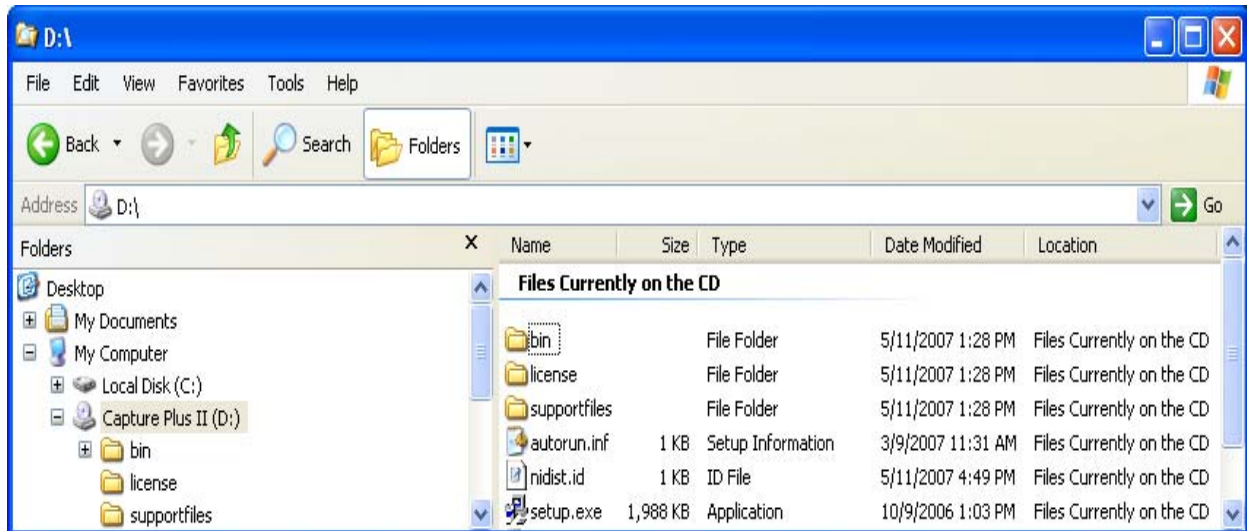 D:\
File Edit View Favorites Tools Help
Back Search Folders
Address D:\ Go
Folders X
Desktop
My Documents
My Computer
Local Disk (C:)
Capture Plus II (D:)
bin
license
supportfiles
Name Size Type Date Modified Location
Files Currently on the CD
bin File Folder 5/11/2007 1:28 PM Files Currently on the CD
license File Folder 5/11/2007 1:28 PM Files Currently on the CD
supportfiles File Folder 5/11/2007 1:28 PM Files Currently on the CD
autorun.inf 1 KB Setup Information 3/9/2007 11:31 AM Files Currently on the CD
nidist.id 1 KB ID File 5/11/2007 4:49 PM Files Currently on the CD
setup.exe 1,988 KB Application 10/9/2006 1:03 PM Files Currently on the CD